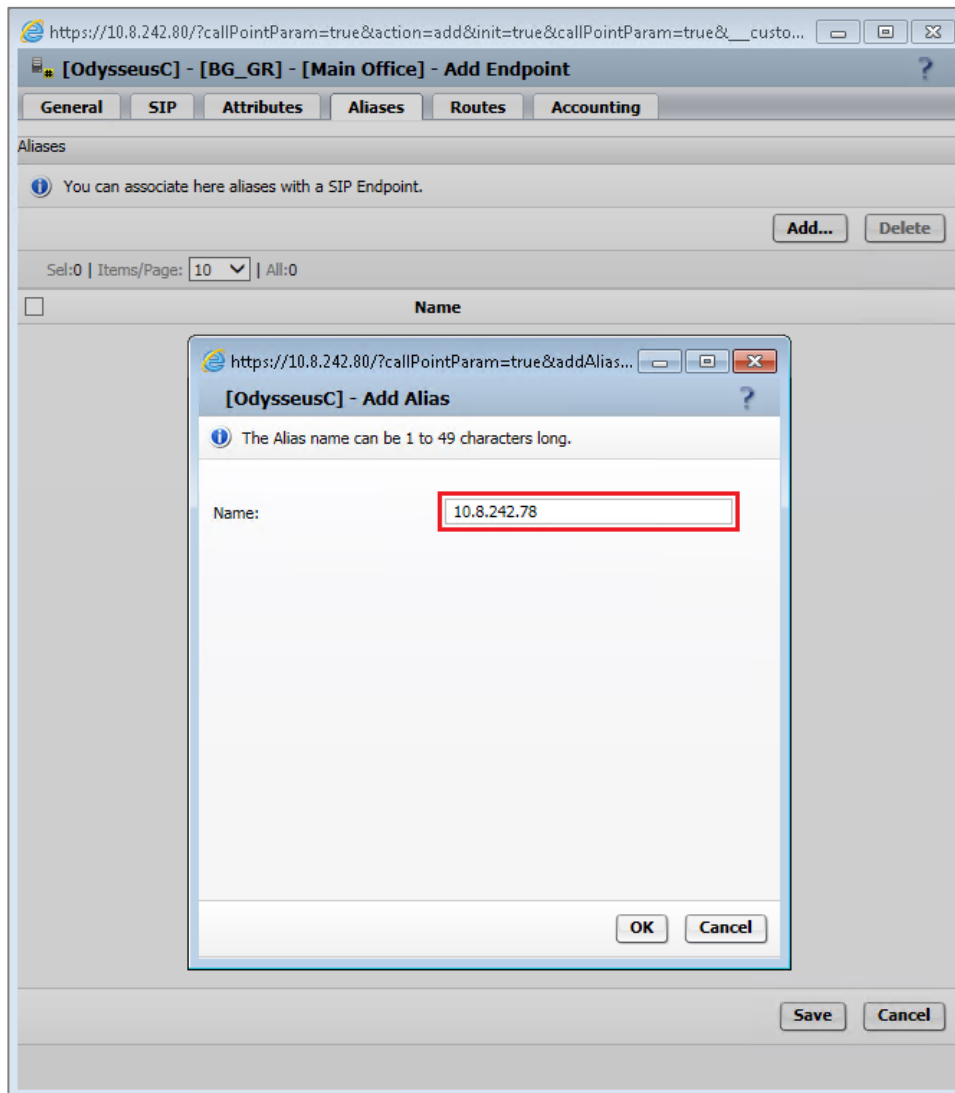 https://10.8.242.80/?callPointParam=true&action=add&init=true&callPointParam=true&__custo...
[OdysseusC] - [BG_GR] - [Main Office] - Add Endpoint ?
General SIP Attributes Aliases Routes Accounting
Aliases
You can associate here aliases with a SIP Endpoint.
Add... Delete
Sel:0 | Items/Page: 10 | All:0
Name
https://10.8.242.80/?callPointParam=true&addAlias...
[OdysseusC] - Add Alias ?
The Alias name can be 1 to 49 characters long.
Name: 10.8.242.78
OK Cancel
Save Cancel